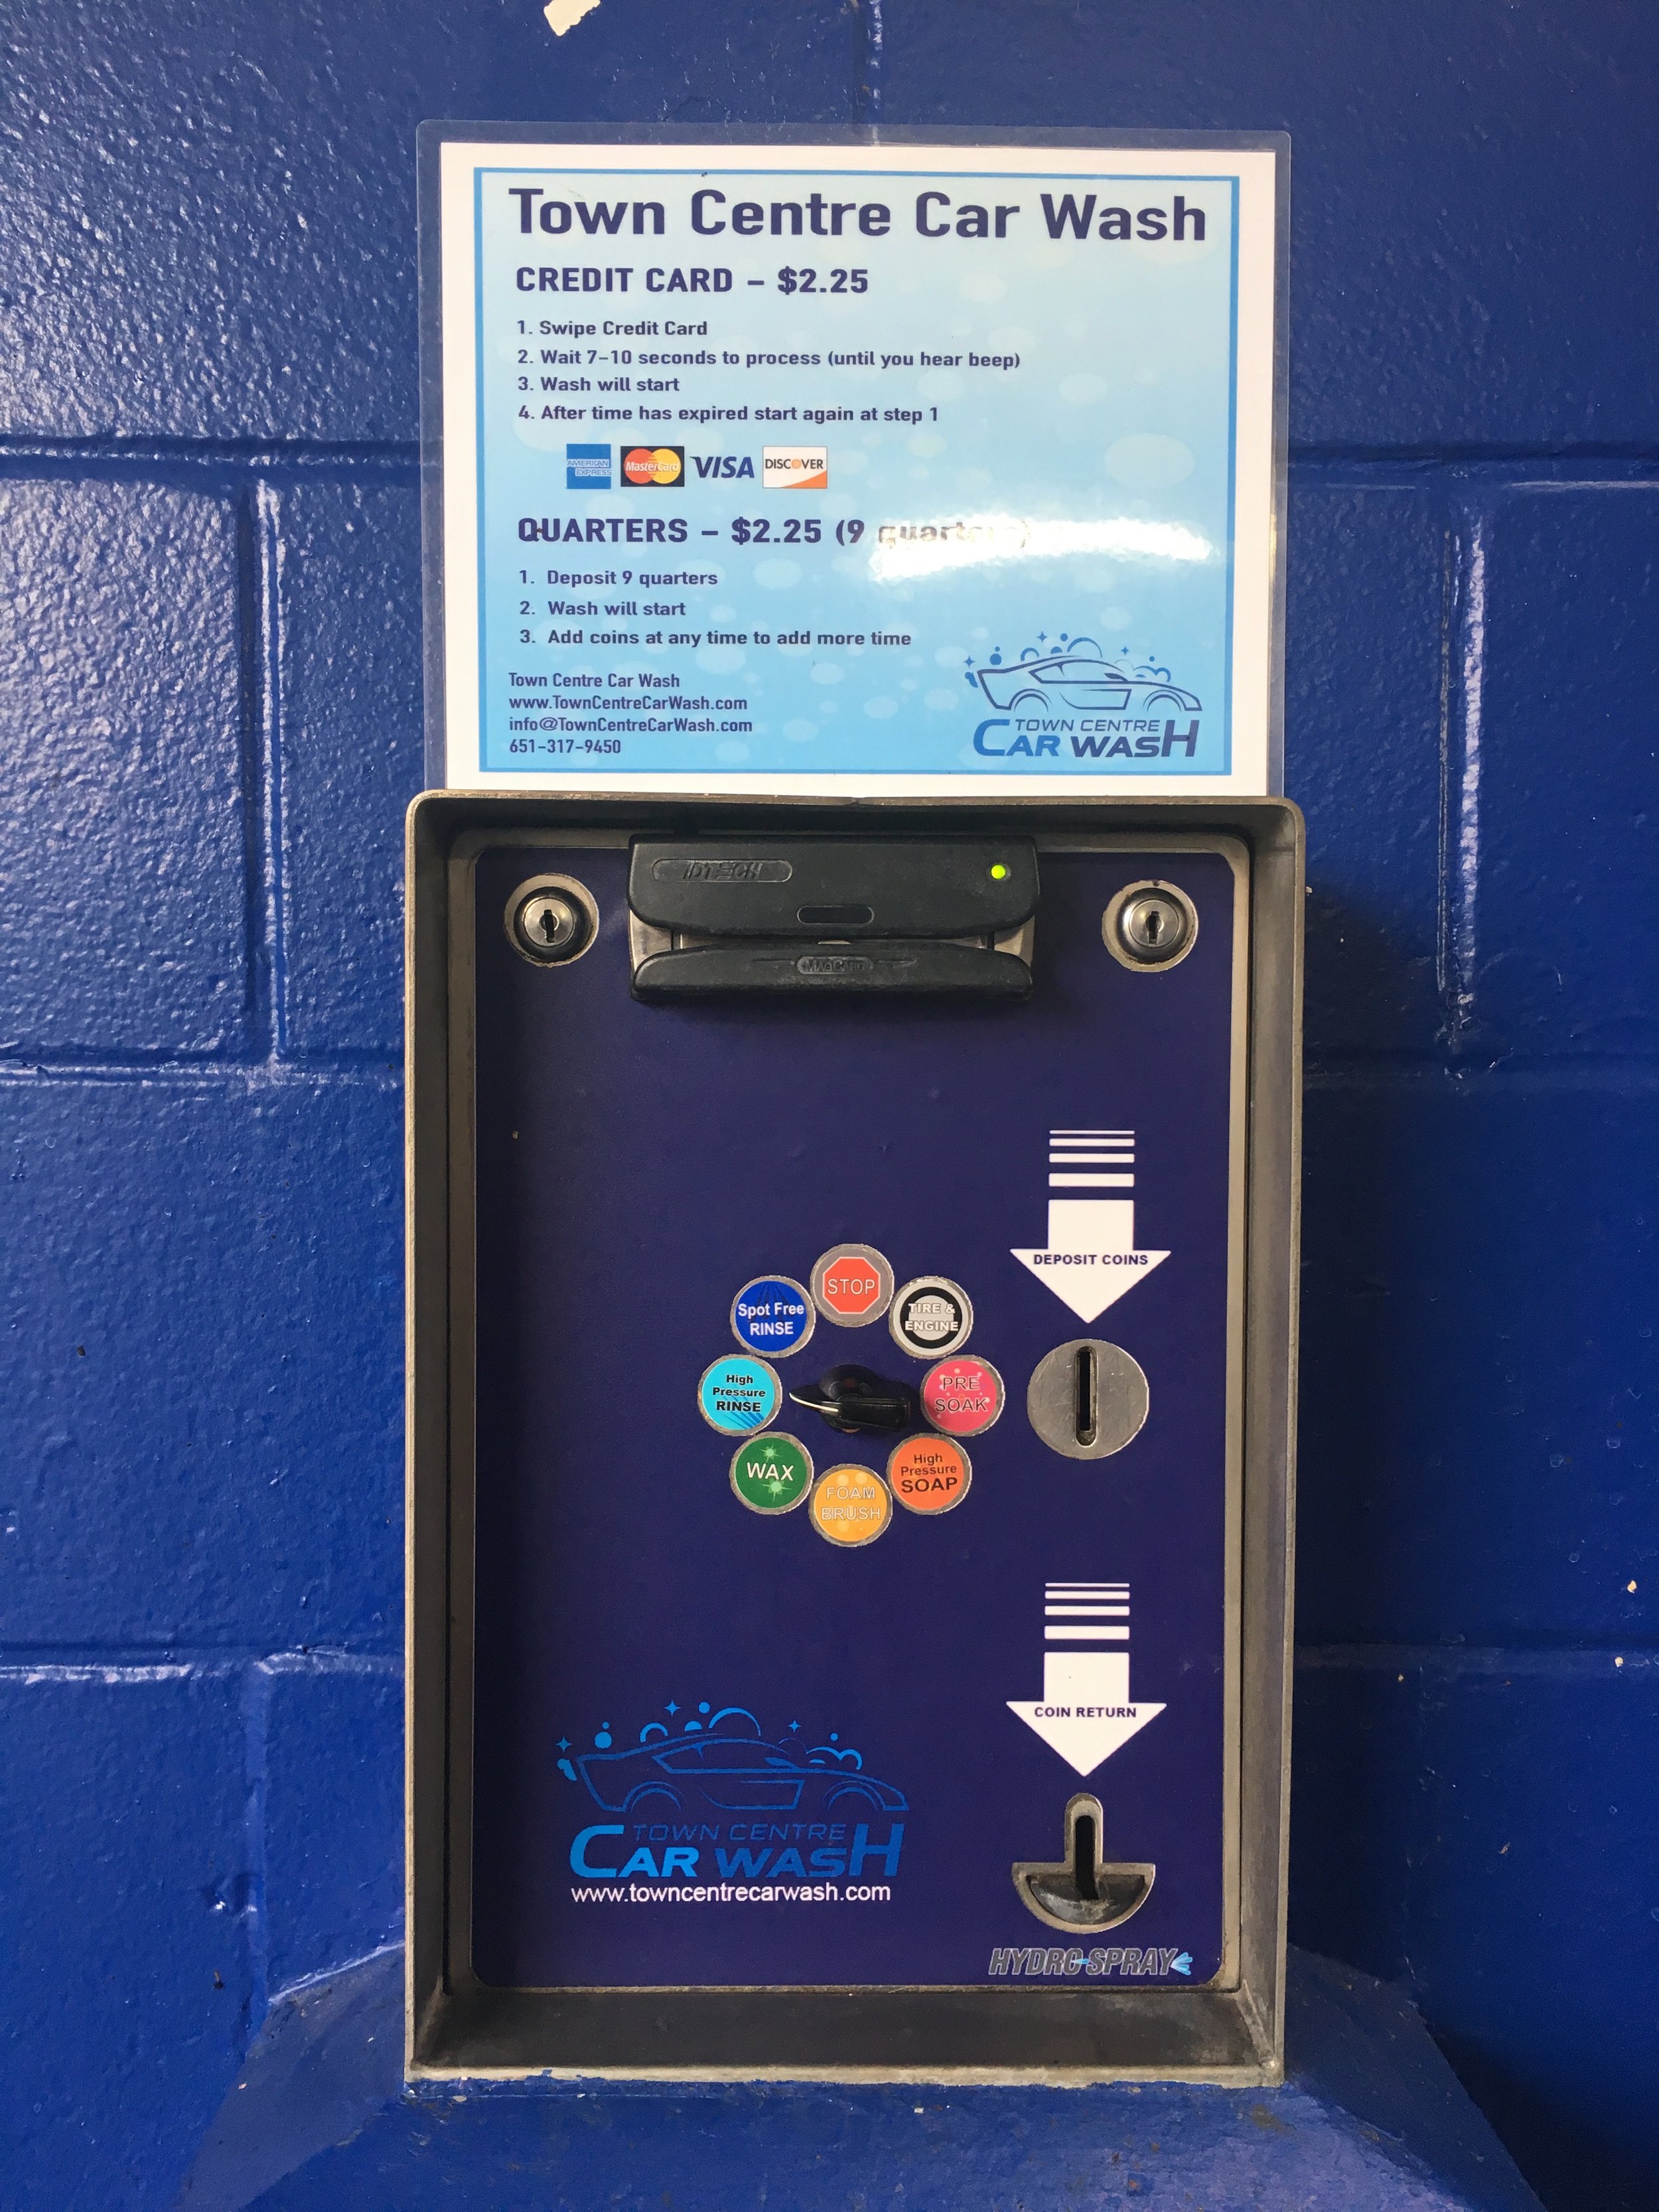 Town Centre Car Wash
CREDIT CARD – $2.25
1. Swipe Credit Card
2. Wait 7–10 seconds to process (until you hear beep)
3. Wash will start
4. After time has expired start again at step 1
AMERICAN EXPRESS MasterCard VISA DISCOVER
QUARTERS – $2.25 (9 quarters)
1. Deposit 9 quarters
2. Wash will start
3. Add coins at any time to add more time
Town Centre Car Wash
www.TownCentreCarWash.com
info@TownCentreCarWash.com
651-317-9450
TOWN CENTRE
CAR WASH
IDTECH
MAGCARD
DEPOSIT COINS
STOP
Spot Free
RINSE
TIRE &
ENGINE
High
Pressure
RINSE
PRE
SOAK
WAX
High
Pressure
SOAP
FOAM
BRUSH
COIN RETURN
TOWN CENTRE
CAR WASH
www.towncentrecarwash.com
HYDRO-SPRAY